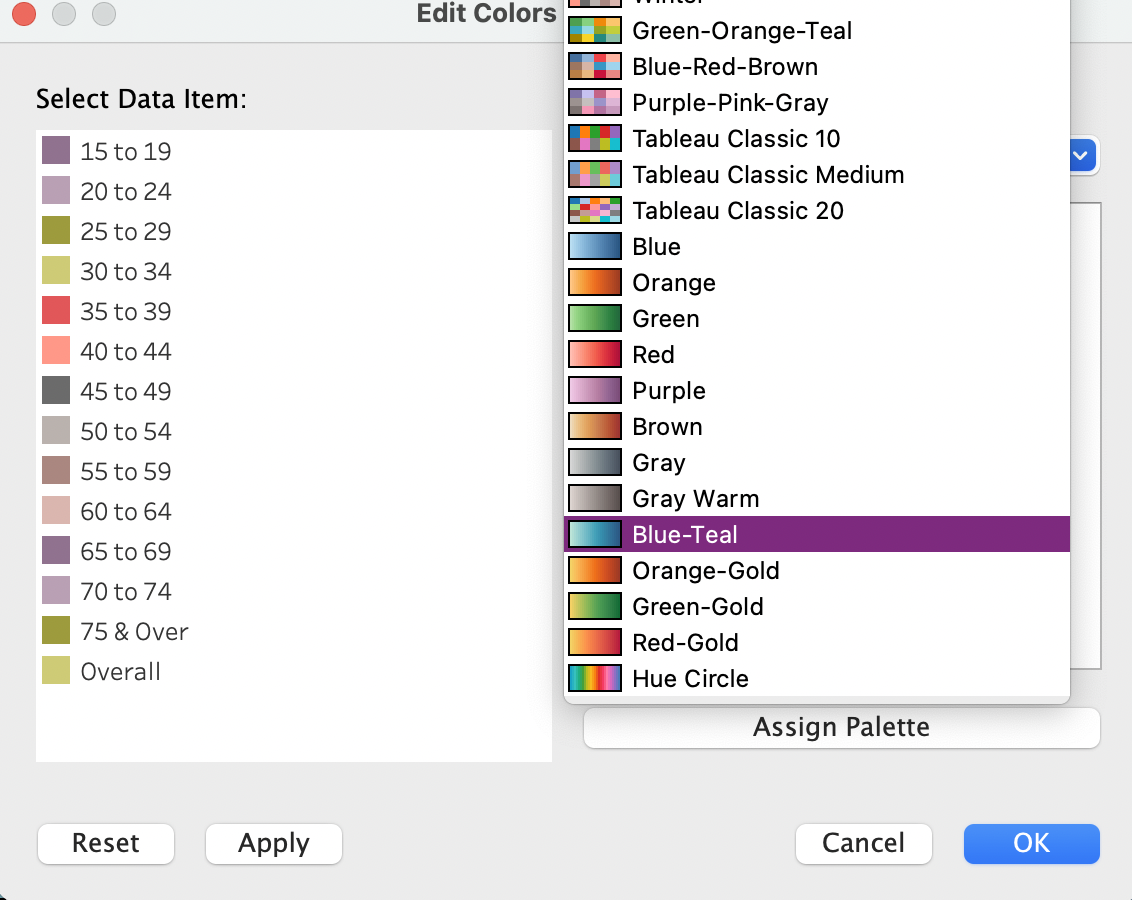 Edit Colors
Select Data Item:
15 to 19
20 to 24
25 to 29
30 to 34
35 to 39
40 to 44
45 to 49
50 to 54
55 to 59
60 to 64
65 to 69
70 to 74
75 & Over
Overall
Green-Orange-Teal
Blue-Red-Brown
Purple-Pink-Gray
Tableau Classic 10
Tableau Classic Medium
Tableau Classic 20
Blue
Orange
Green
Red
Purple
Brown
Gray
Gray Warm
Blue-Teal
Orange-Gold
Green-Gold
Red-Gold
Hue Circle
Assign Palette
Reset
Apply
Cancel
OK